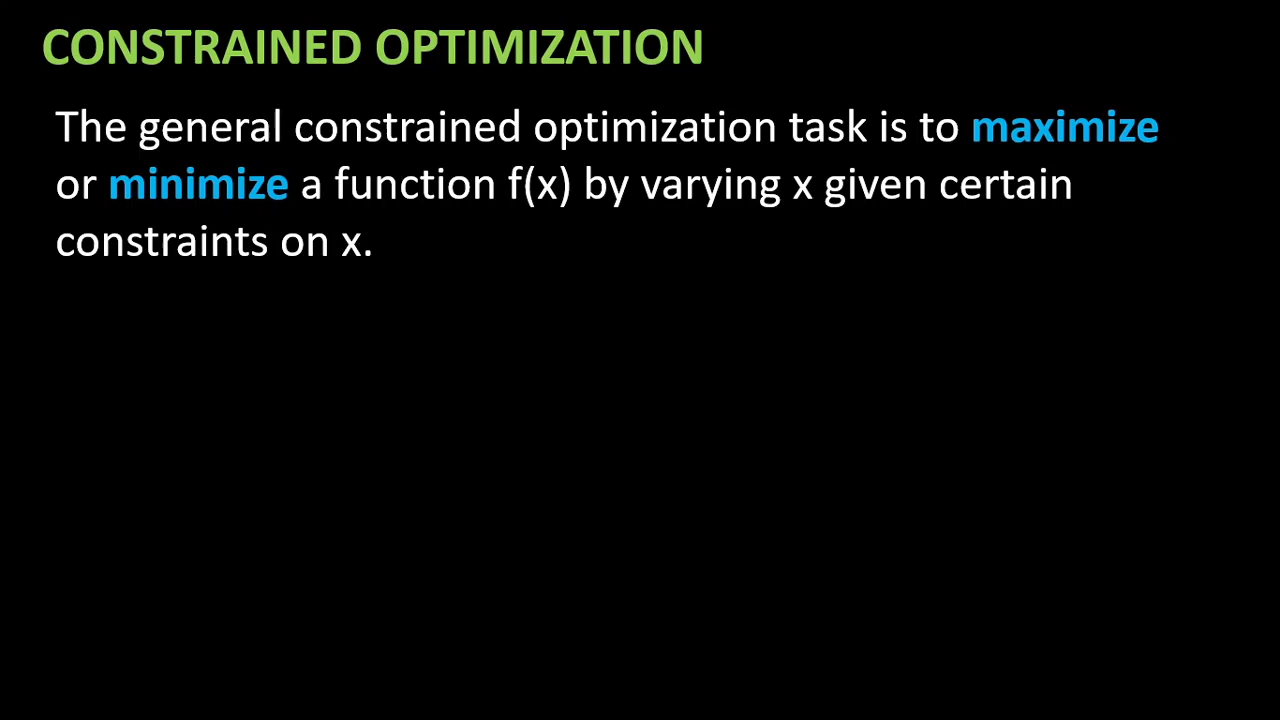 CONSTRAINED OPTIMIZATION
The general constrained optimization task is to maximize
or minimize a function f(x) by varying x given certain
constraints on x.